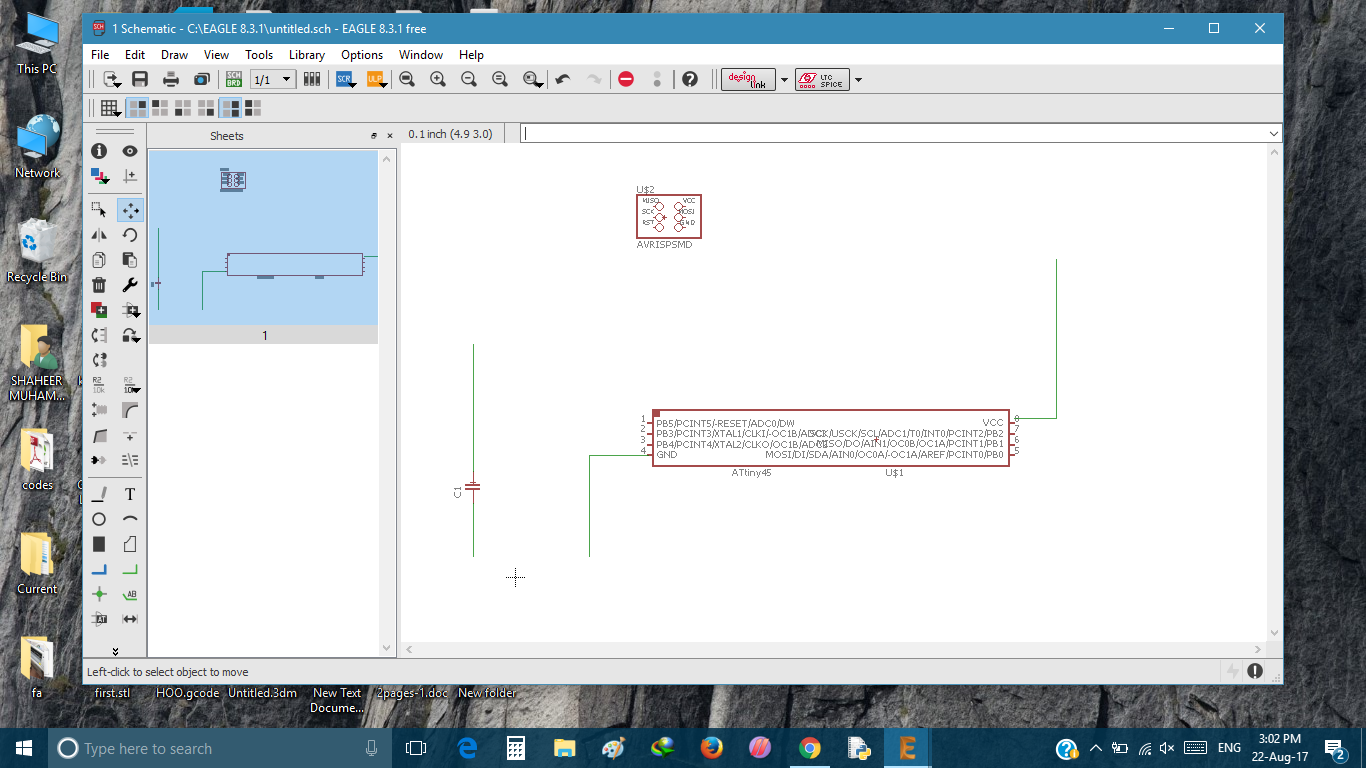 This PC
Network
Recycle Bin
SHAHEER
MUHAM...
codes
Current
fa
first.stl
HOO.gcode
Untitled.3dm
New Text
Docume...
2pages-1.doc
New folder
1 Schematic - C:\EAGLE 8.3.1\untitled.sch - EAGLE 8.3.1 free
File Edit Draw View Tools Library Options Window Help
SCH
BRD
1/1
SCR
ULP
design
link
LTC
SPICE
Sheets
0.1 inch (4.9 3.0)
1
R2
10k
R2
10k
T
AB
AT
U$2
MISO VCC
SCK MOSI
RST GND
AVRISPSMD
C1
1
2
3
4
PB5/PCINT5/-RESET/ADC0/DW
PB3/PCINT3/XTAL1/CLKI/-OC1B/ADC3
PB4/PCINT4/XTAL2/CLKO/OC1B/ADC2
GND
VCC
SCK/USCK/SCL/ADC1/T0/INT0/PCINT2/PB2
MISO/DO/AIN1/OC0B/OC1A/PCINT1/PB1
MOSI/DI/SDA/AIN0/OC0A/-OC1A/AREF/PCINT0/PB0
8
7
6
5
ATtiny45
U$1
Left-click to select object to move
Type here to search
ENG
3:02 PM
22-Aug-17
2